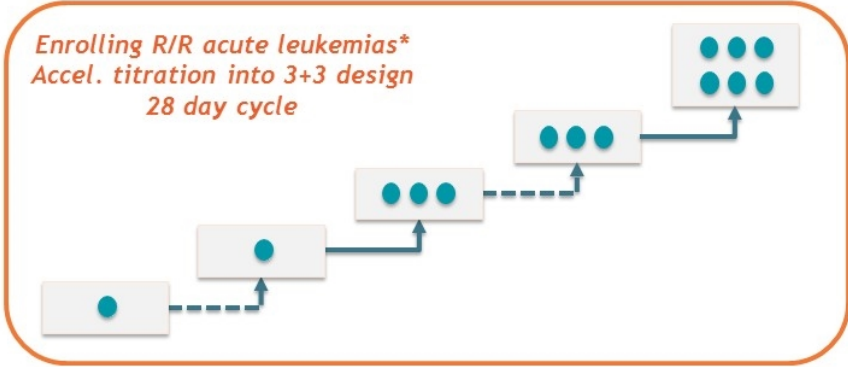 Enrolling R/R acute leukemias*
Accel. titration into 3+3 design
28 day cycle